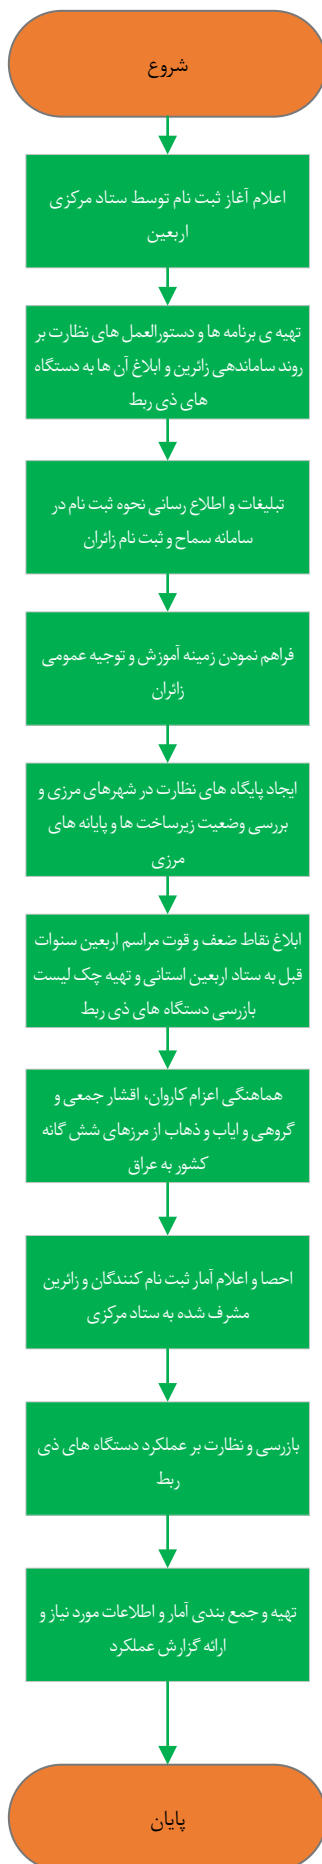 شروع
اعلام آغاز ثبت نام توسط ستاد مرکزی
اربعین
تهیه ی برنامه ها و دستورالعمل های نظارت بر
روند ساماندهی زائرین و ابلاغ آن ها به دستگاه
های ذی ربط
تبلیغات و اطلاع رسانی نحوه ثبت نام در
سامانه سماح و ثبت نام زائران
فراهم نمودن زمینه آموزش و توجیه عمومی
زائران
ایجاد پایگاه های نظارت در شهرهای مرزی و
بررسی وضعیت زیرساخت ها و پایانه های
مرزی
ابلاغ نقاط ضعف و قوت مراسم اربعین سنوات
قبل به ستاد اربعین استانی و تهیه چک لیست
بازرسی دستگاه های ذی ربط
هماهنگی اعزام کاروان، اقشار جمعی و
گروهی و ایاب و ذهاب از مرزهای شش گانه
کشور به عراق
احصا و اعلام آمار ثبت نام کنندگان و زائرین
مشرف شده به ستاد مرکزی
بازرسی و نظارت بر عملکرد دستگاه های ذی
ربط
تهیه و جمع بندی آمار و اطلاعات مورد نیاز و
ارائه گزارش عملکرد
پایان